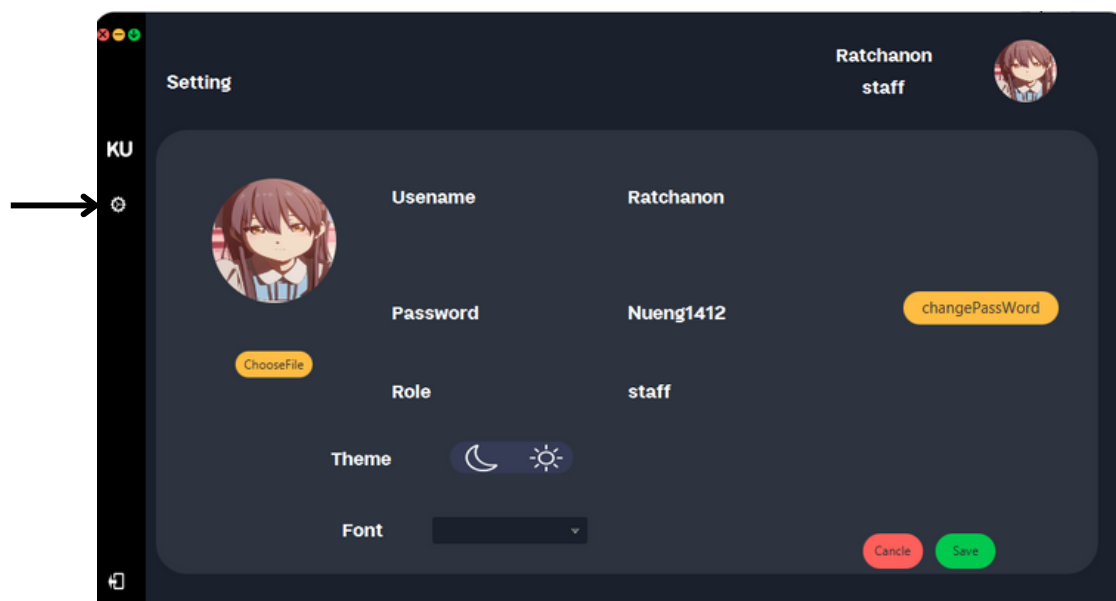 Ratchanon
staff
Setting
KU
Usename
Ratchanon
Password
Nueng1412
changePassWord
ChooseFile
Role
staff
Theme
Font
Cancle
Save